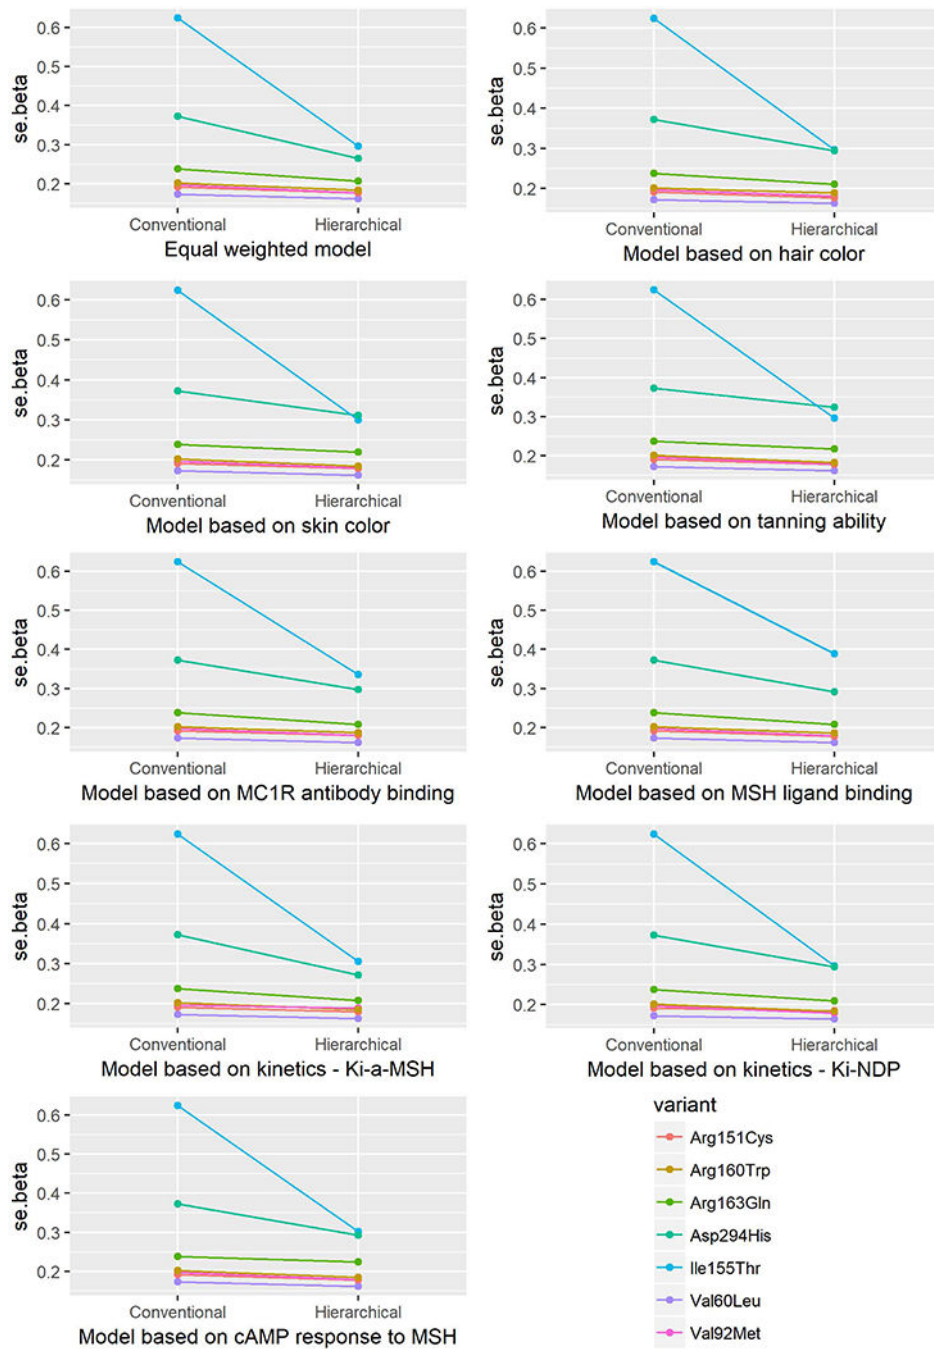 se.beta
0.6
0.5
0.4
0.3
0.2
Conventional Hierarchical
Equal weighted model
se.beta
0.6
0.5
0.4
0.3
0.2
Conventional Hierarchical
Model based on hair color
se.beta
0.6
0.5
0.4
0.3
0.2
Conventional Hierarchical
Model based on skin color
se.beta
0.6
0.5
0.4
0.3
0.2
Conventional Hierarchical
Model based on tanning ability
se.beta
0.6
0.5
0.4
0.3
0.2
Conventional Hierarchical
Model based on MC1R antibody binding
se.beta
0.6
0.5
0.4
0.3
0.2
Conventional Hierarchical
Model based on MSH ligand binding
se.beta
0.6
0.5
0.4
0.3
0.2
Conventional Hierarchical
Model based on kinetics - Ki-a-MSH
se.beta
0.6
0.5
0.4
0.3
0.2
Conventional Hierarchical
Model based on kinetics - Ki-NDP
se.beta
0.6
0.5
0.4
0.3
0.2
Conventional Hierarchical
Model based on cAMP response to MSH
variant
Arg151Cys
Arg160Trp
Arg163Gln
Asp294His
Ile155Thr
Val60Leu
Val92Met